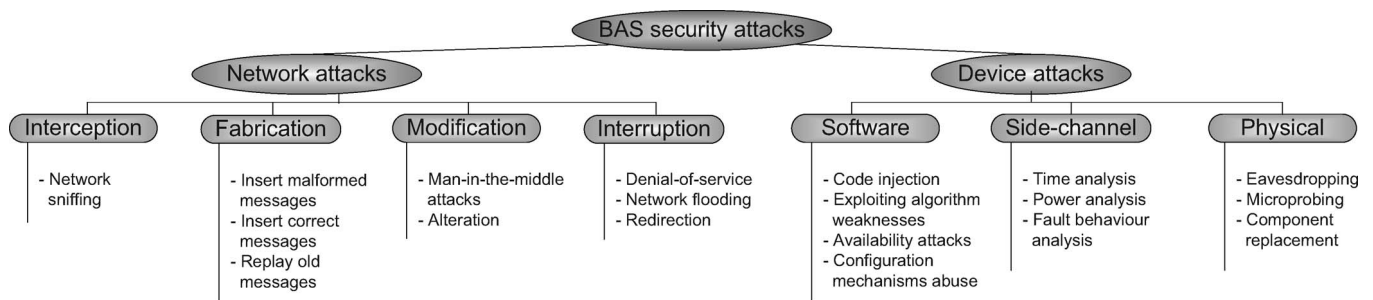 BAS security attacks
Network attacks
Device attacks
Interception
Fabrication
Modification
Interruption
Software
Side-channel
Physical
- Network
sniffing
- Insert malformed
messages
- Insert correct
messages
- Replay old
messages
- Man-in-the-middle
attacks
- Alteration
- Denial-of-service
- Network flooding
- Redirection
- Code injection
- Exploiting algorithm
weaknesses
- Availability attacks
- Configuration
mechanisms abuse
- Time analysis
- Power analysis
- Fault behaviour
analysis
- Eavesdropping
- Microprobing
- Component
replacement